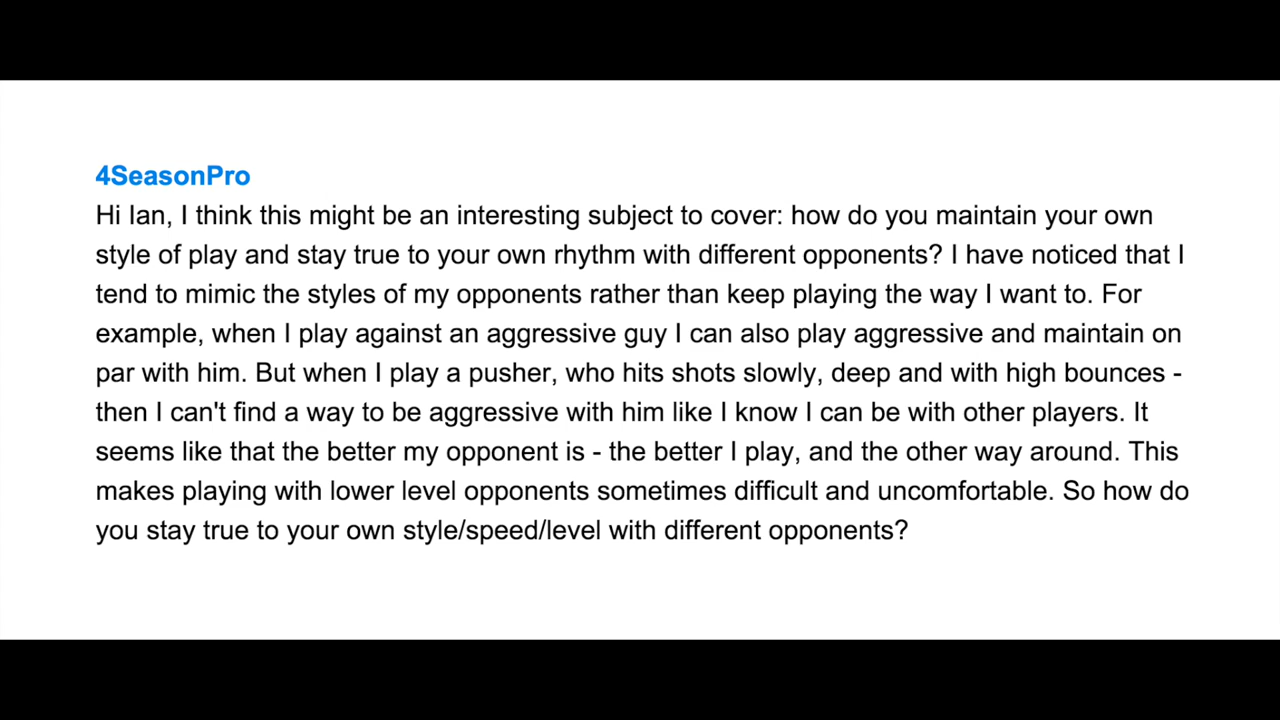 4SeasonPro
Hi Ian, I think this might be an interesting subject to cover: how do you maintain your own
style of play and stay true to your own rhythm with different opponents? I have noticed that I
tend to mimic the styles of my opponents rather than keep playing the way I want to. For
example, when I play against an aggressive guy I can also play aggressive and maintain on
par with him. But when I play a pusher, who hits shots slowly, deep and with high bounces -
then I can't find a way to be aggressive with him like I know I can be with other players. It
seems like that the better my opponent is - the better I play, and the other way around. This
makes playing with lower level opponents sometimes difficult and uncomfortable. So how do
you stay true to your own style/speed/level with different opponents?